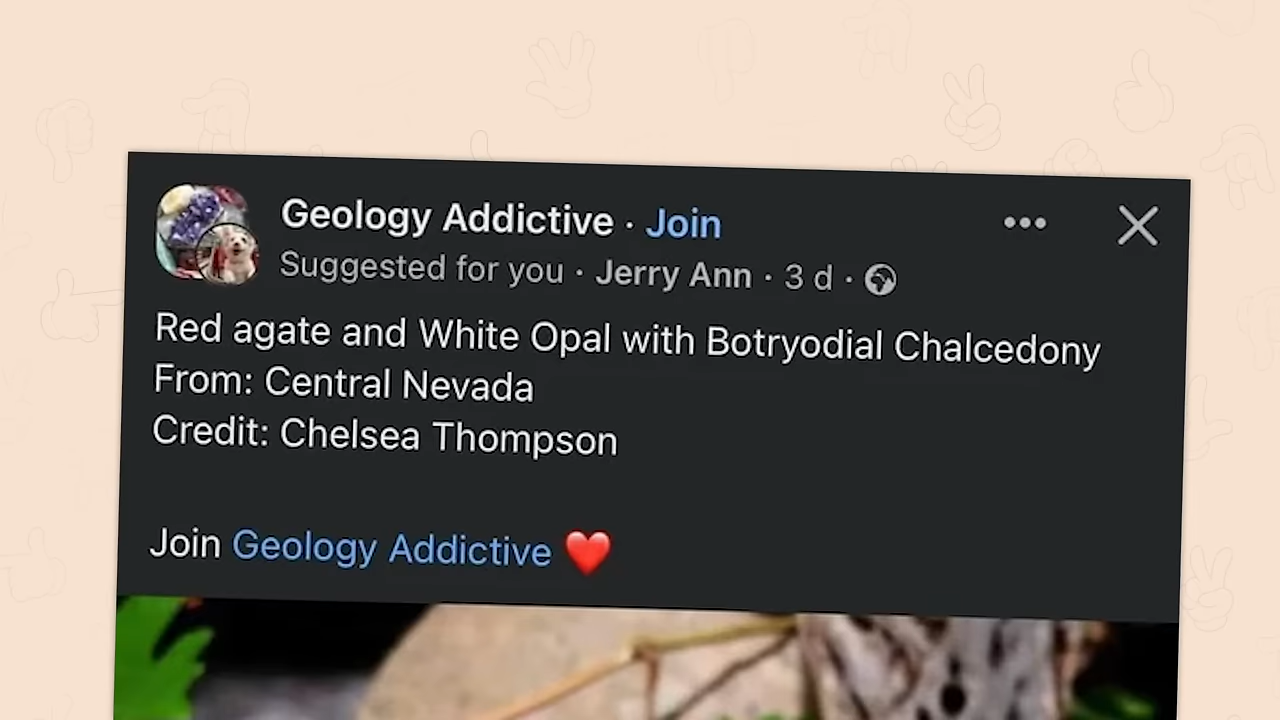 Geology Addictive · Join
Suggested for you · Jerry Ann · 3 d ·
Red agate and White Opal with Botryodial Chalcedony
From: Central Nevada
Credit: Chelsea Thompson
Join Geology Addictive ❤️